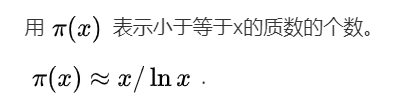 用 π(x) 表示小于等于x的质数的个数。
π(x) ≈ x/ ln x .